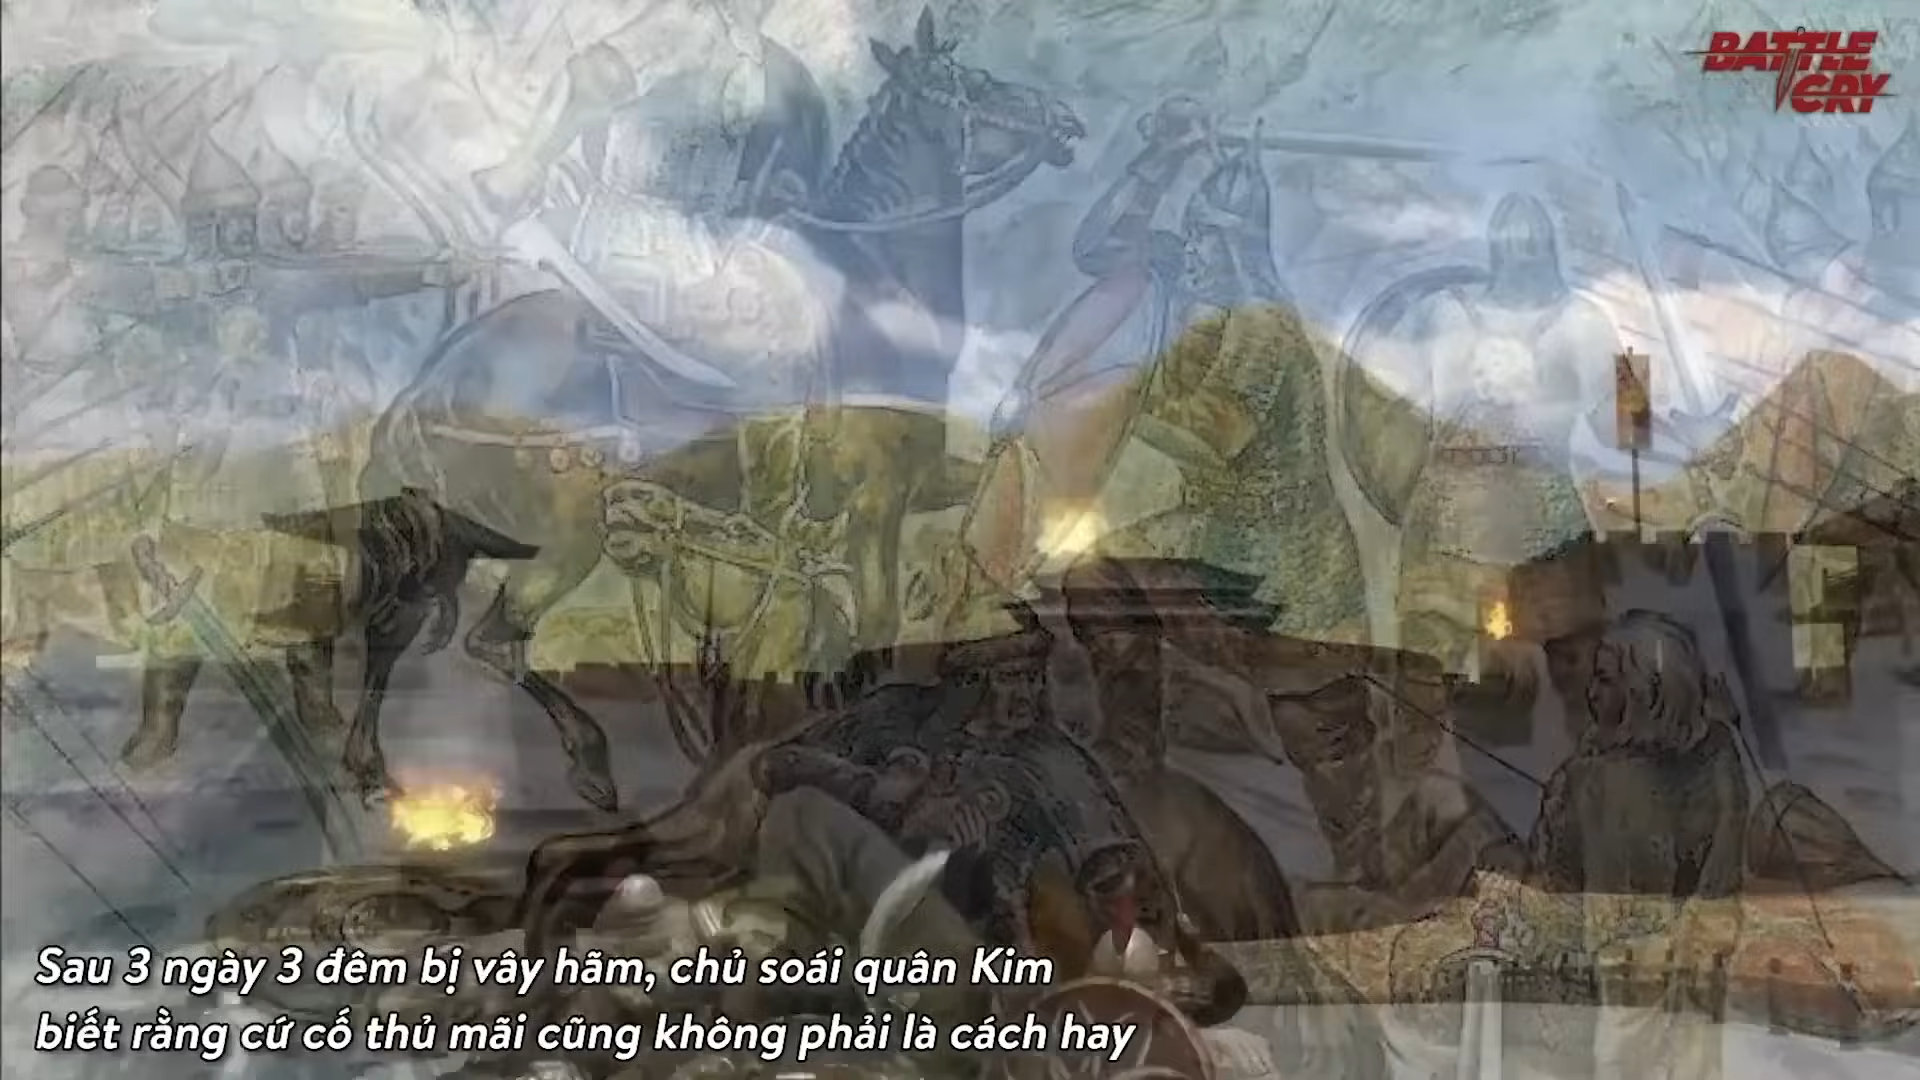 BATTLE
CRY
Sau 3 ngày 3 đêm bị vây hãm, chủ soái quân Kim
biết rằng cứ cố thủ mãi cũng không phải là cách hay